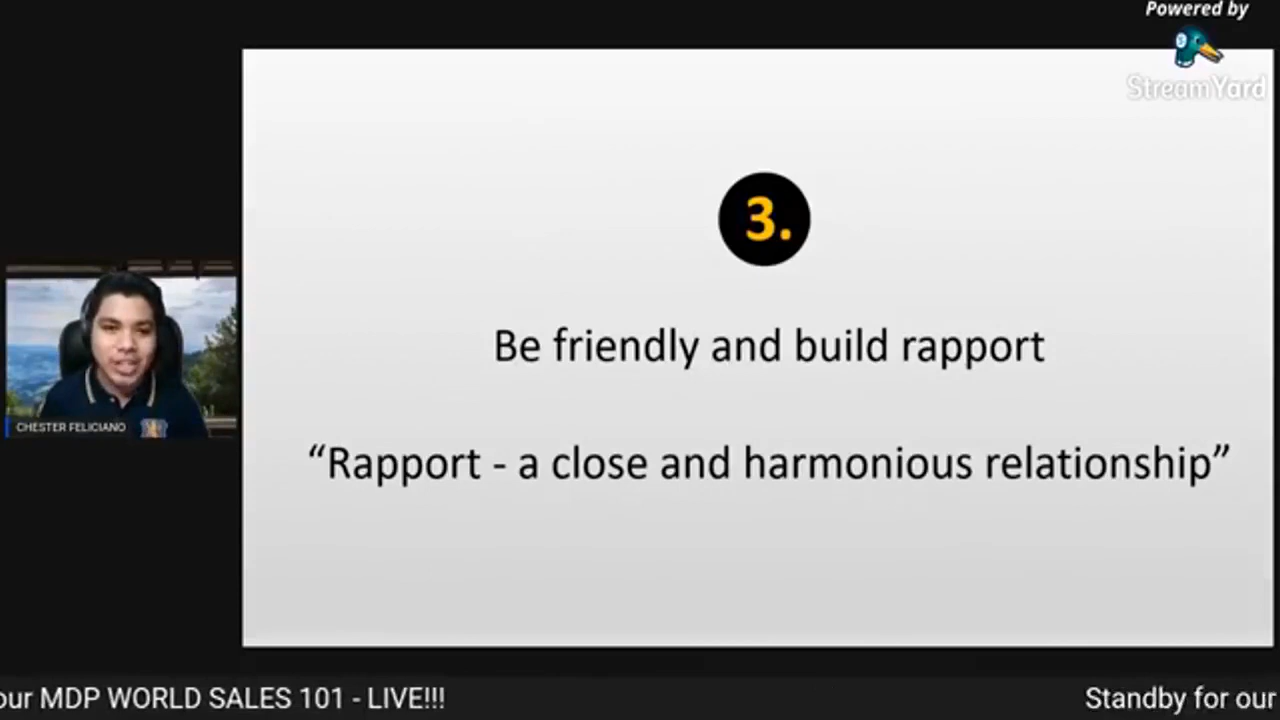 Powered by
StreamYard
3.
Be friendly and build rapport
“Rapport - a close and harmonious relationship”
CHESTER FELICIANO
our MDP WORLD SALES 101 - LIVE!!!
Standby for our